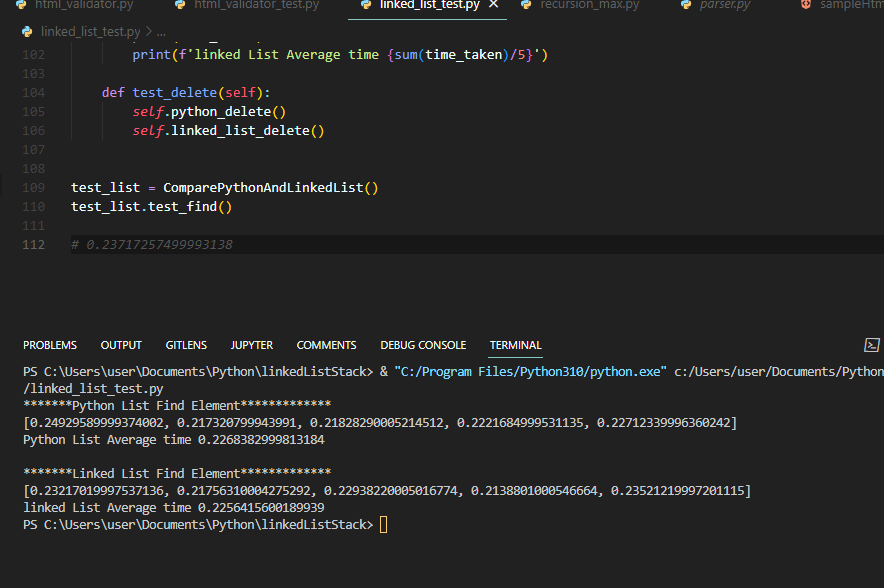 html_validator.py html_validator_test.py linked_list_test.py × recursion_max.py parser.py sampleHtm
linked_list_test.py > ...
102 print(f'linked List Average time {sum(time_taken)/5}')
103
104 def test_delete(self):
105 self.python_delete()
106 self.linked_list_delete()
107
108
109 test_list = ComparePythonAndLinkedList()
110 test_list.test_find()
111
112 # 0.23717257499993138
PROBLEMS OUTPUT GITLENS JUPYTER COMMENTS DEBUG CONSOLE TERMINAL
PS C:\Users\user\Documents\Python\linkedListStack> & "C:/Program Files/Python310/python.exe" c:/Users/user/Documents/Python
/linked_list_test.py
*******Python List Find Element*************
[0.24929589999374002, 0.217320799943991, 0.21828290005214512, 0.2221684999531135, 0.22712339996360242]
Python List Average time 0.2268382999813184
*******Linked List Find Element*************
[0.23217019997537136, 0.21756310004275292, 0.22938220005016774, 0.2138801000546664, 0.23521219997201115]
linked List Average time 0.2256415600189939
PS C:\Users\user\Documents\Python\linkedListStack>